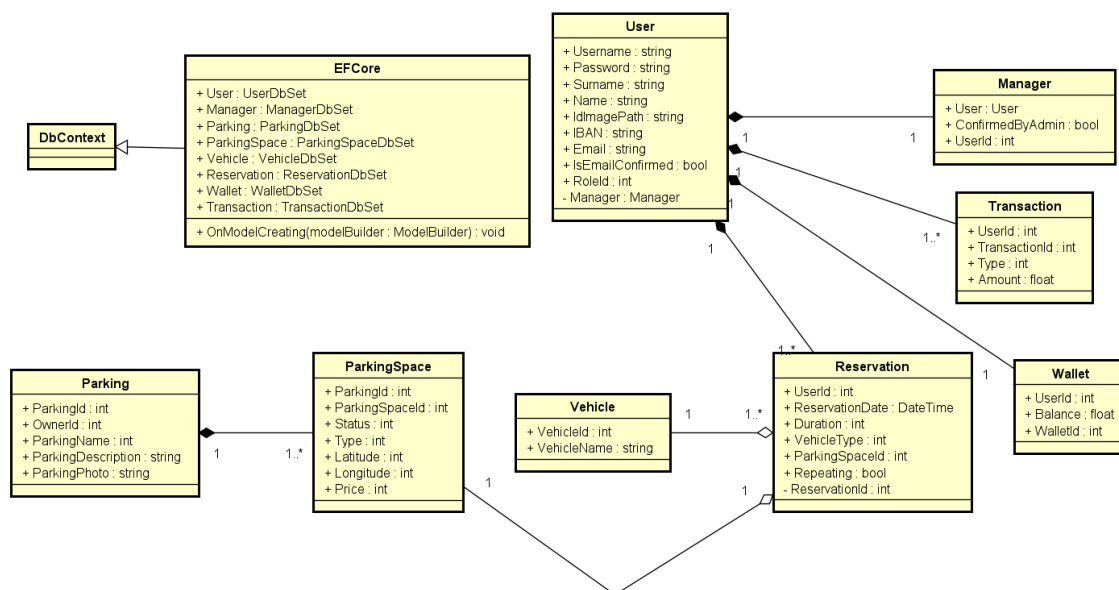 User
+ Username : string
+ Password : string
+ Surname : string
+ Name : string
+ IdImagePath : string
+ IBAN : string
+ Email : string
+ IsEmailConfirmed : bool
+ RoleId : int
- Manager : Manager
EFCore
+ User : UserDbSet
+ Manager : ManagerDbSet
+ Parking : ParkingDbSet
+ ParkingSpace : ParkingSpaceDbSet
+ Vehicle : VehicleDbSet
+ Reservation : ReservationDbSet
+ Wallet : WalletDbSet
+ Transaction : TransactionDbSet
+ OnModelCreating(modelBuilder : ModelBuilder) : void
DbContext
Manager
+ User : User
+ ConfirmedByAdmin : bool
+ UserId : int
1
1
1
1
1
1
Transaction
+ UserId : int
+ TransactionId : int
+ Type : int
+ Amount : float
1..*
1..*
Parking
+ ParkingId : int
+ OwnerId : int
+ ParkingName : int
+ ParkingDescription : string
+ ParkingPhoto : string
1
1..*
ParkingSpace
+ ParkingId : int
+ ParkingSpaceId : int
+ Status : int
+ Type : int
+ Latitude : int
+ Longitude : int
+ Price : int
1
Vehicle
+ VehicleId : int
+ VehicleName : string
1
1..*
1
Reservation
+ UserId : int
+ ReservationDate : DateTime
+ Duration : int
+ VehicleType : int
+ ParkingSpaceId : int
+ Repeating : bool
- ReservationId : int
1
Wallet
+ UserId : int
+ Balance : float
+ WalletId : int